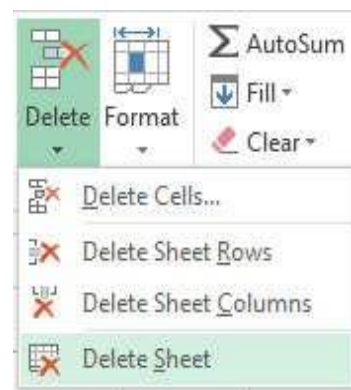 AutoSum
Fill
Clear
Delete Format
Delete Cells...
Delete Sheet Rows
Delete Sheet Columns
Delete Sheet